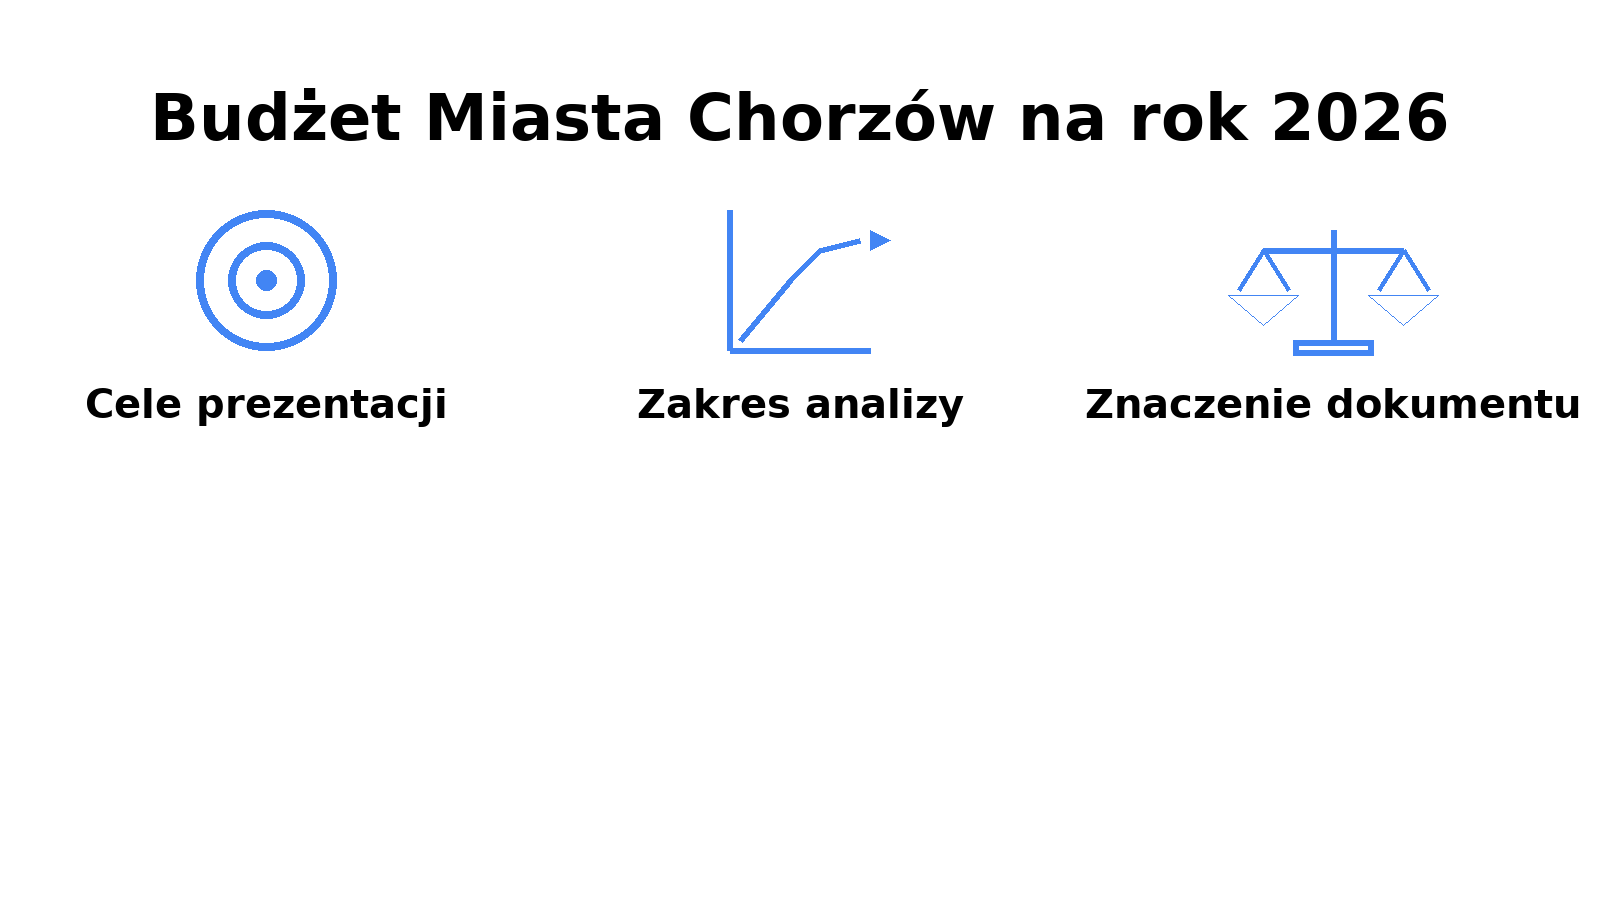 Budżet Miasta Chorzów na rok 2026
Cele prezentacji
Zakres analizy
Znaczenie dokumentu